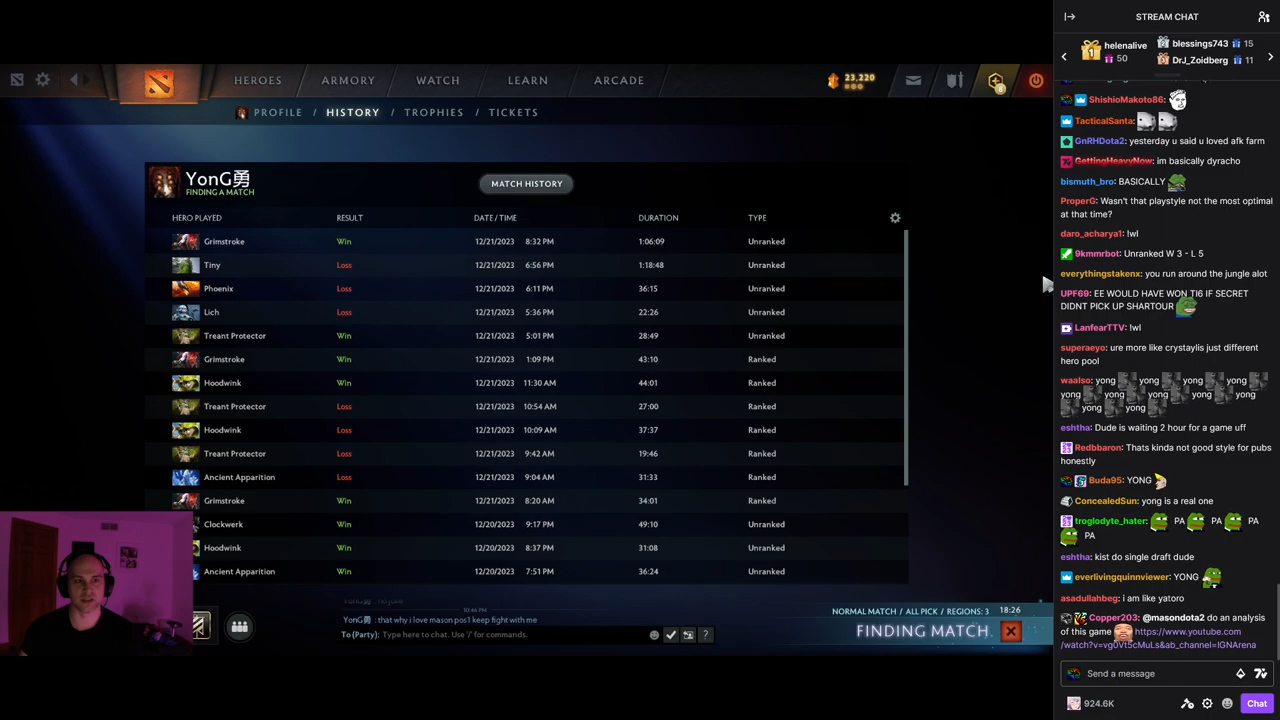 STREAM CHAT
helenalive
50
blessings743 15
DrJ_Zoidberg 11
HEROES ARMORY WATCH LEARN ARCADE
23,220
8
PROFILE HISTORY TROPHIES TICKETS
YonG勇
FINDING A MATCH
MATCH HISTORY
HERO PLAYED RESULT DATE / TIME DURATION TYPE
Grimstroke Win 12/21/2023 8:32 PM 1:06:09 Unranked
Tiny Loss 12/21/2023 6:56 PM 1:18:48 Unranked
Phoenix Loss 12/21/2023 6:11 PM 36:15 Unranked
Lich Loss 12/21/2023 5:36 PM 22:26 Unranked
Treant Protector Win 12/21/2023 5:01 PM 28:49 Unranked
Grimstroke Win 12/21/2023 1:09 PM 43:10 Ranked
Hoodwink Win 12/21/2023 11:30 AM 44:01 Ranked
Treant Protector Loss 12/21/2023 10:54 AM 27:00 Ranked
Hoodwink Loss 12/21/2023 10:09 AM 37:37 Ranked
Treant Protector Loss 12/21/2023 9:42 AM 19:46 Ranked
Ancient Apparition Loss 12/21/2023 9:04 AM 31:33 Ranked
Grimstroke Win 12/21/2023 8:20 AM 34:01 Ranked
Clockwerk Win 12/20/2023 9:17 PM 49:10 Unranked
Hoodwink Win 12/20/2023 8:37 PM 31:08 Unranked
Ancient Apparition Win 12/20/2023 7:51 PM 36:24 Unranked
10:46 PM
YonG勇 : that why i love mason pos1 keep fight with me
To (Party): Type here to chat. Use '/' for commands.
?
NORMAL MATCH / ALL PICK / REGIONS: 3 18:26
FINDING MATCH
ShishioMakoto86:
TacticalSanta:
GnRHDota2: yesterday u said u loved afk farm
GettingHeavyNow: im basically dyracho
bismuth_bro: BASICALLY
ProperG: Wasn't that playstyle not the most optimal
at that time?
daro_acharya1: !wl
9kmmrbot: Unranked W 3 - L 5
everythingstakenx: you run around the jungle alot
UPF69: EE WOULD HAVE WON TI6 IF SECRET
DIDNT PICK UP SHARTOUR
LanfearTTV: !wl
superaeyo: ure more like crystaylis just different
hero pool
waalso: yong yong yong yong
yong yong yong yong yong
yong yong
eshtha: Dude is waiting 2 hour for a game uff
Redbbaron: Thats kinda not good style for pubs
honestly
Buda95: YONG
ConcealedSun: yong is a real one
troglodyte_hater: PA PA PA
PA
eshtha: kist do single draft dude
everlivingquinnviewer: YONG
asadullahbeg: i am like yatoro
Copper203: @masondota2 do an analysis
of this game https://www.youtube.com
/watch?v=vg0Vt5cMuLs&ab_channel=IGNArena
Send a message
924.6K
Chat